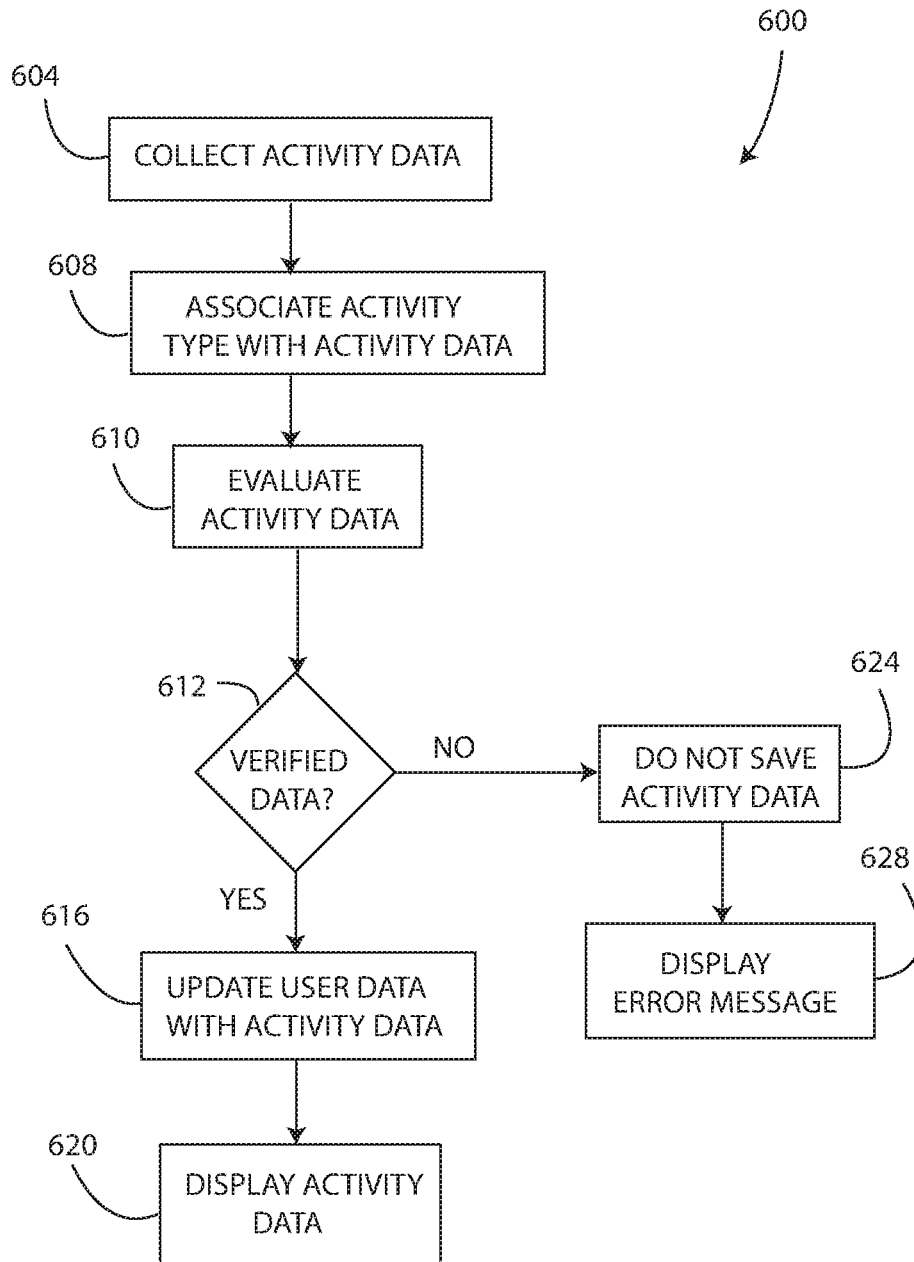 600
604
COLLECT ACTIVITY DATA
608
ASSOCIATE ACTIVITY
TYPE WITH ACTIVITY DATA
610
EVALUATE
ACTIVITY DATA
612
VERIFIED
DATA?
NO
624
DO NOT SAVE
ACTIVITY DATA
628
DISPLAY
ERROR MESSAGE
YES
616
UPDATE USER DATA
WITH ACTIVITY DATA
620
DISPLAY ACTIVITY
DATA